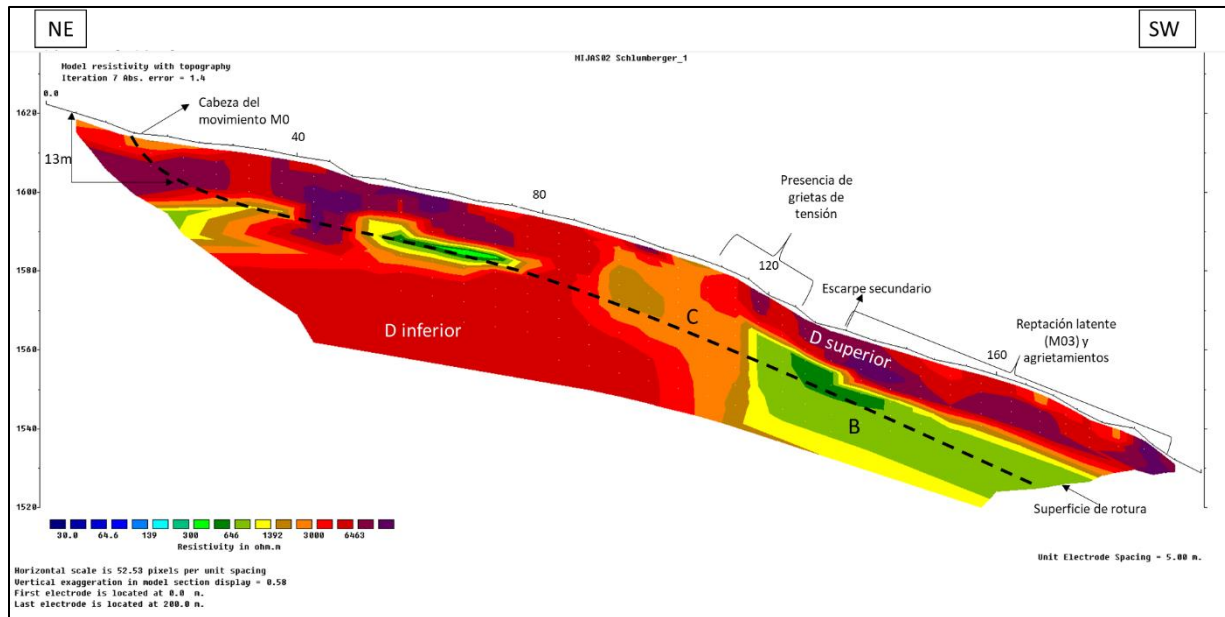 NE
SW
MIJAS02 Schlumberger_1
Model resistivity with topography
Iteration 7 Abs. error = 1.4
0.0
Cabeza del
movimiento M0
1620
13m
40
1600
80
Presencia de
grietas de
tensión
120
1580
Escarpe secundario
Reptación latente
(M03) y
agrietamientos
160
C
D superior
D inferior
1560
B
1540
Superficie de rotura
1520
30.0 64.6 139 300 646 1392 3000 6463
Resistivity in ohm.m
Unit Electrode Spacing = 5.00 m.
Horizontal scale is 52.53 pixels per unit spacing
Vertical exaggeration in model section display = 0.58
First electrode is located at 0.0 m.
Last electrode is located at 200.0 m.